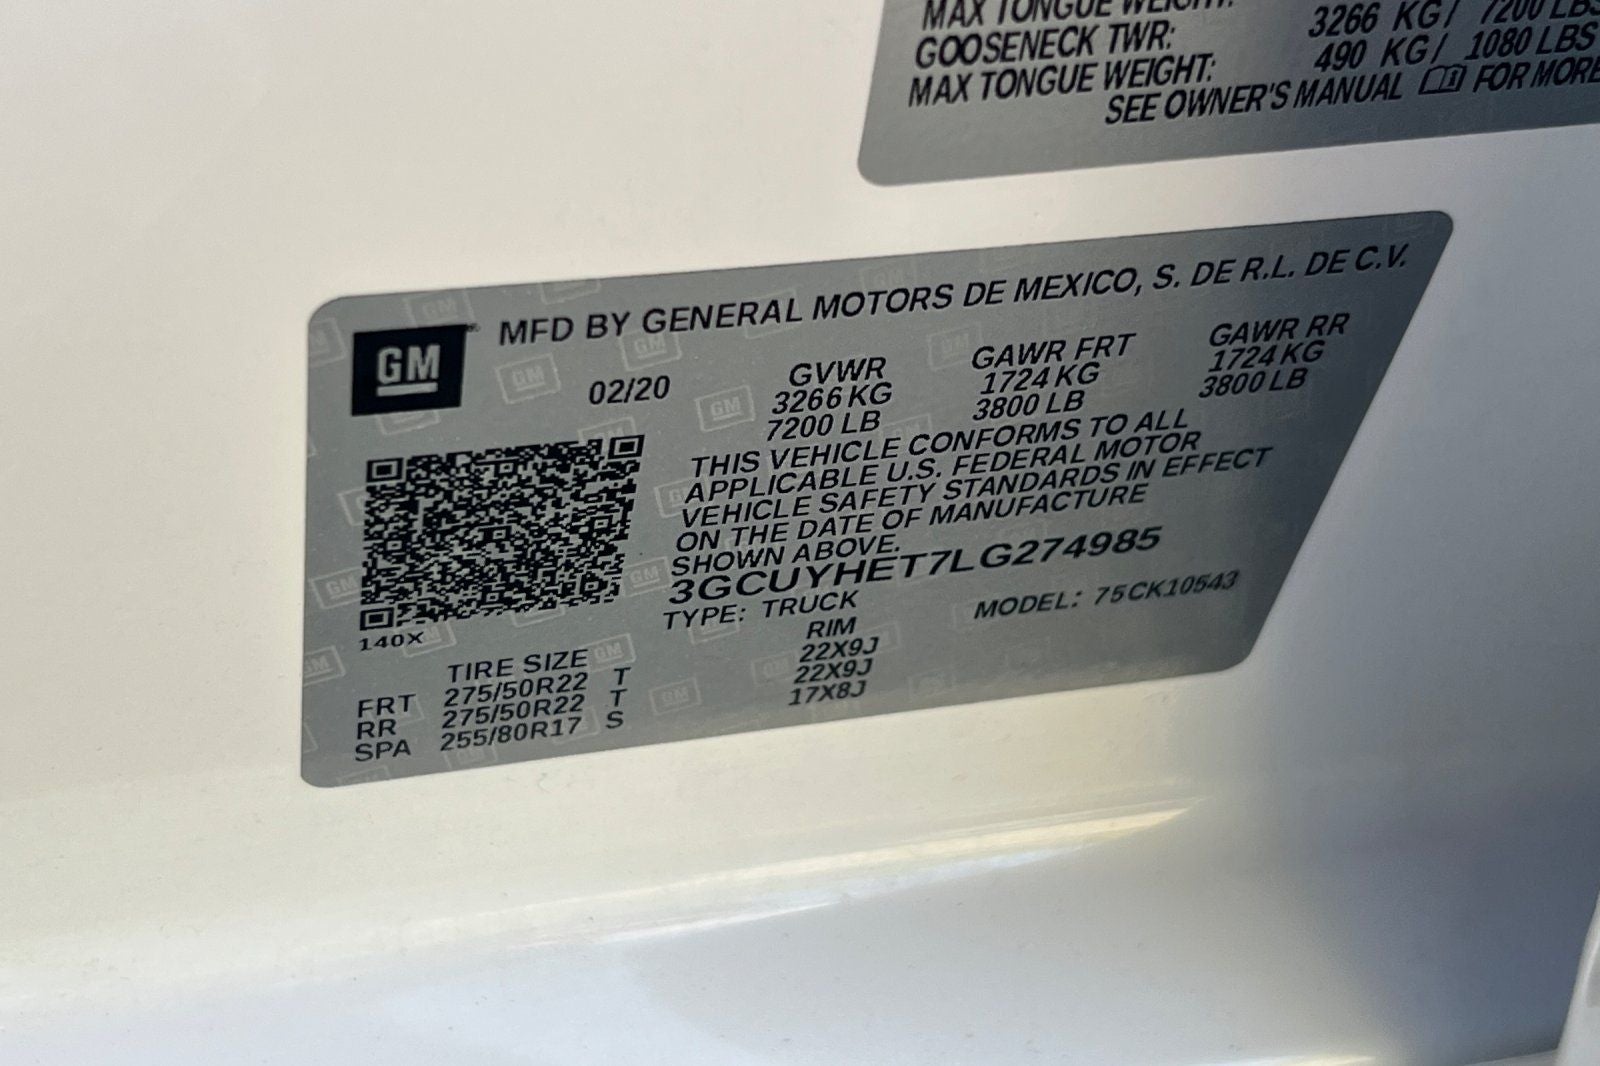 MAX TONGUE WEIGHT:
GOOSENECK TWR: 3266 KG/ 7200 LBS
MAX TONGUE WEIGHT: 490 KG/ 1080 LBS
SEE OWNER'S MANUAL FOR MORE
GM MFD BY GENERAL MOTORS DE MEXICO, S. DE R.L. DE C.V.
02/20 GVWR GAWR FRT GAWR RR
3266 KG 1724 KG 1724 KG
7200 LB 3800 LB 3800 LB
THIS VEHICLE CONFORMS TO ALL
APPLICABLE U.S. FEDERAL MOTOR
VEHICLE SAFETY STANDARDS IN EFFECT
ON THE DATE OF MANUFACTURE
SHOWN ABOVE.
3GCUYHET7LG274985
TYPE: TRUCK MODEL: 75CK10543
140X
TIRE SIZE RIM
FRT 275/50R22 T 22X9J
RR 275/50R22 T 22X9J
SPA 255/80R17 S 17X8J